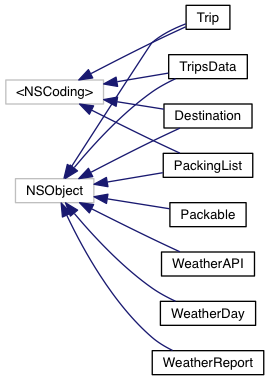 Trip
TripsData
<NSCoding>
Destination
PackingList
NSObject
Packable
WeatherAPI
WeatherDay
WeatherReport